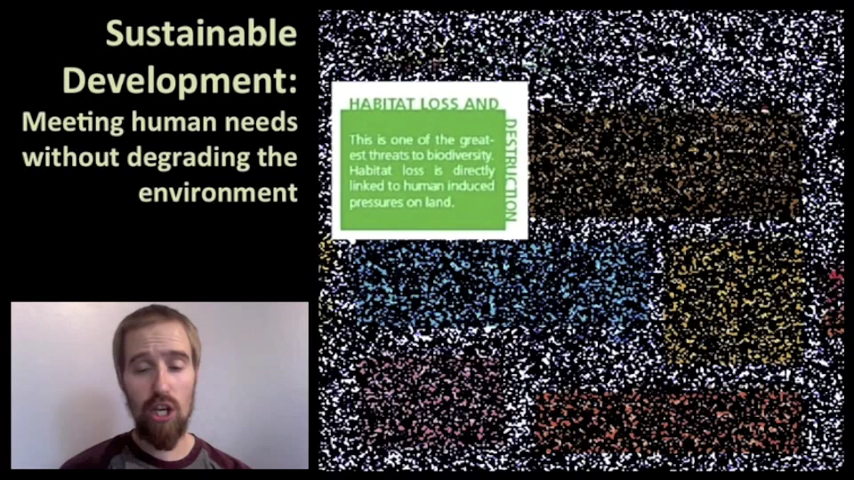 Sustainable
Development:
Meeting human needs
without degrading the
environment
HABITAT LOSS AND
DESTRUCTION
This is one of the great-
est threats to biodiversity.
Habitat loss is directly
linked to human induced
pressures on land.